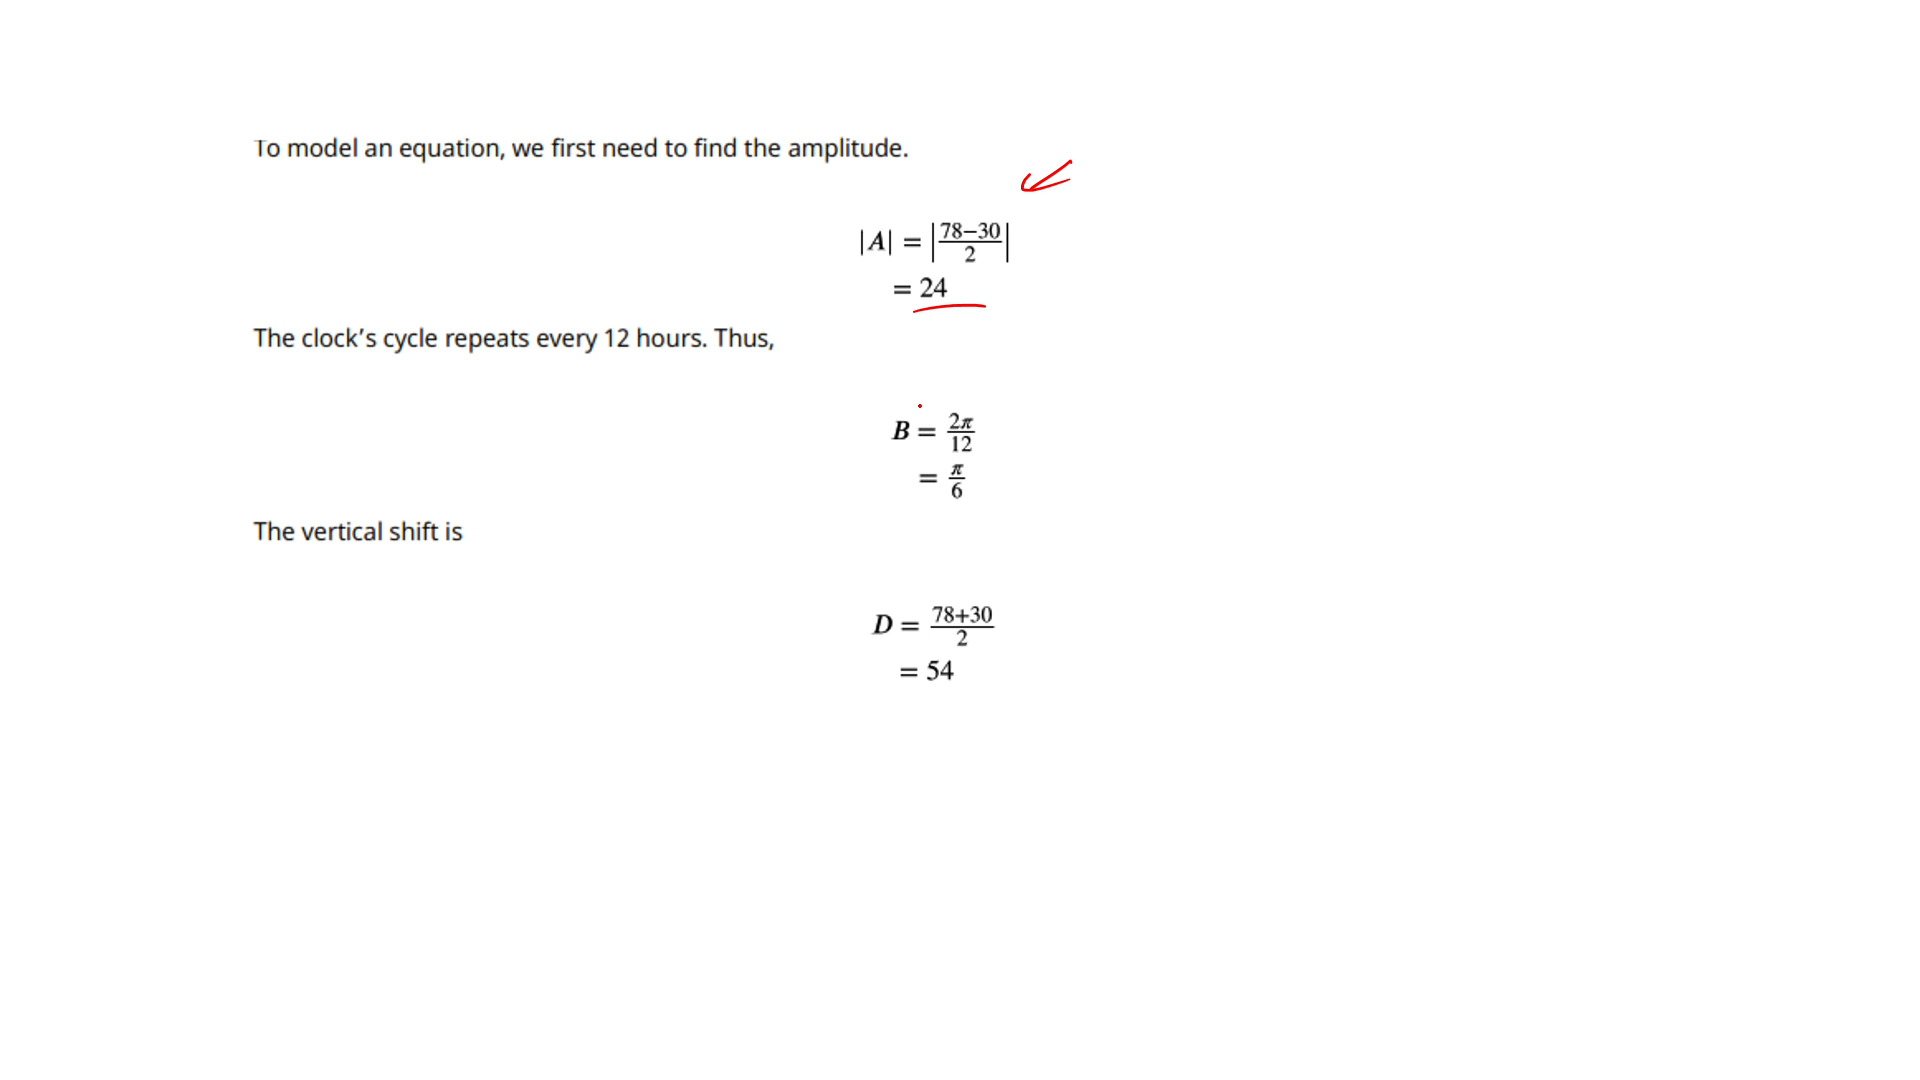 To model an equation, we first need to find the amplitude.
|A| = |78−30/2|
= 24
The clock’s cycle repeats every 12 hours. Thus,
B = 2π/12
= π/6
The vertical shift is
D = 78+30/2
= 54